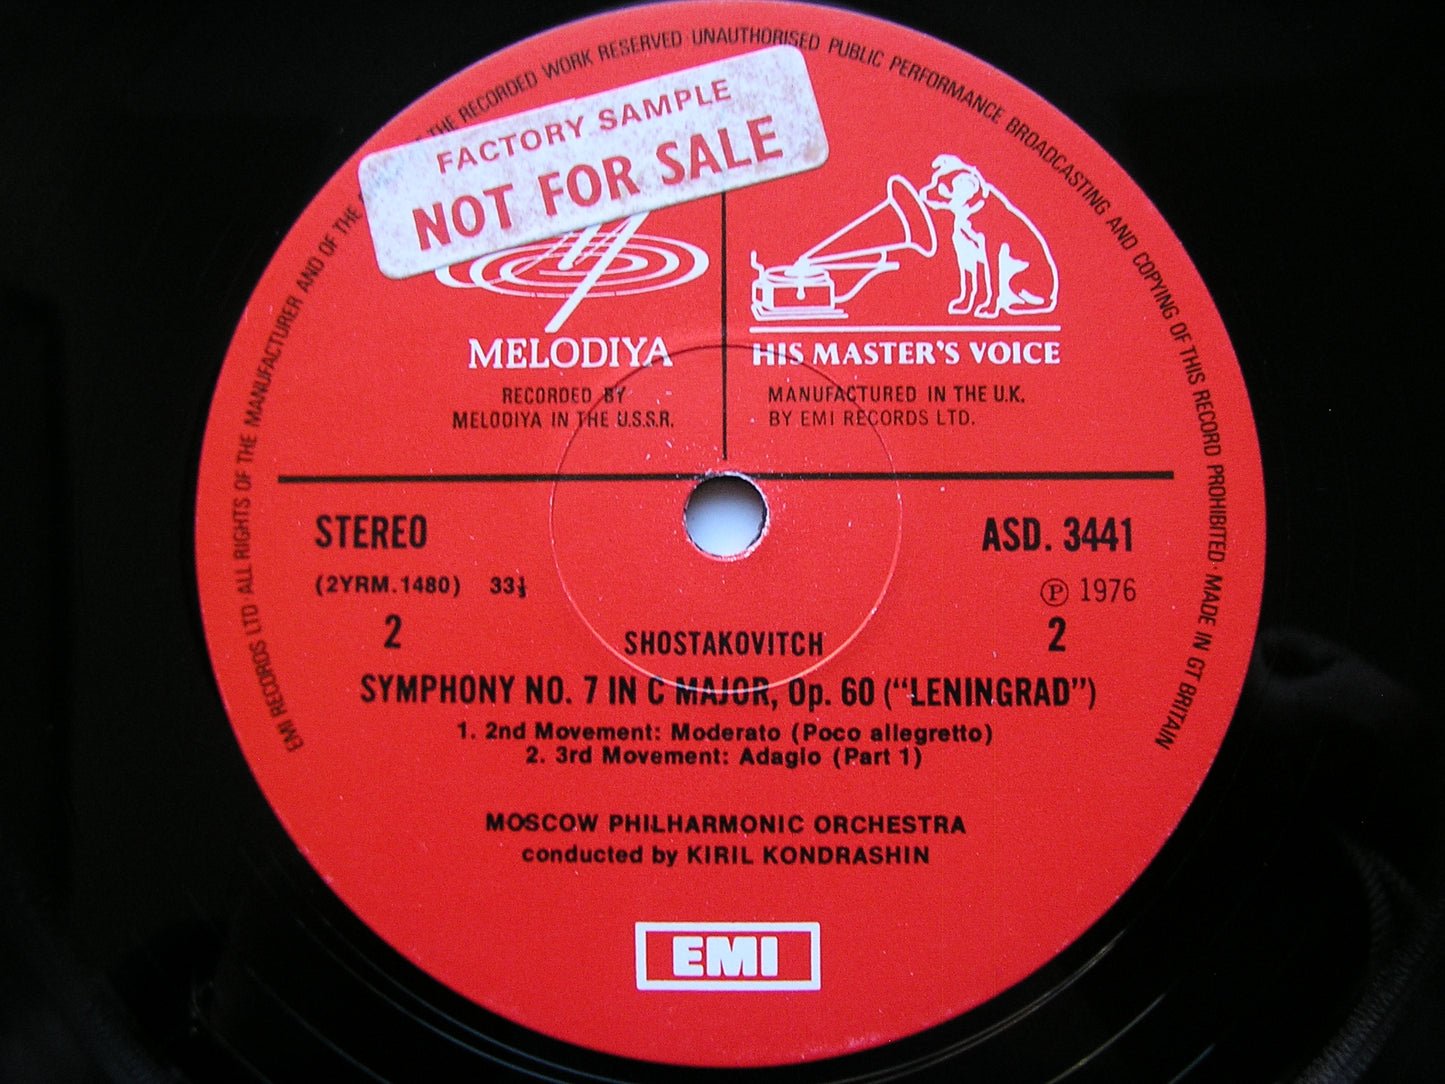 FACTORY SAMPLE
NOT FOR SALE
MELODIYA
RECORDED BY
MELODIYA IN THE U.S.S.R.
HIS MASTER'S VOICE
MANUFACTURED IN THE U.K.
BY EMI RECORDS LTD.
STEREO
ASD. 3441
(2YRM.1480) 33⅓
℗ 1976
2
2
SHOSTAKOVITCH
SYMPHONY NO. 7 IN C MAJOR, Op. 60 ("LENINGRAD")
1. 2nd Movement: Moderato (Poco allegretto)
2. 3rd Movement: Adagio (Part 1)
MOSCOW PHILHARMONIC ORCHESTRA
conducted by KIRIL KONDRASHIN
EMI
EMI RECORDS LTD ALL RIGHTS OF THE MANUFACTURER AND OF THE THE RECORDED WORK RESERVED UNAUTHORISED PUBLIC PERFORMANCE BROADCASTING AND COPYING OF THIS RECORD PROHIBITED · MADE IN GT BRITAIN